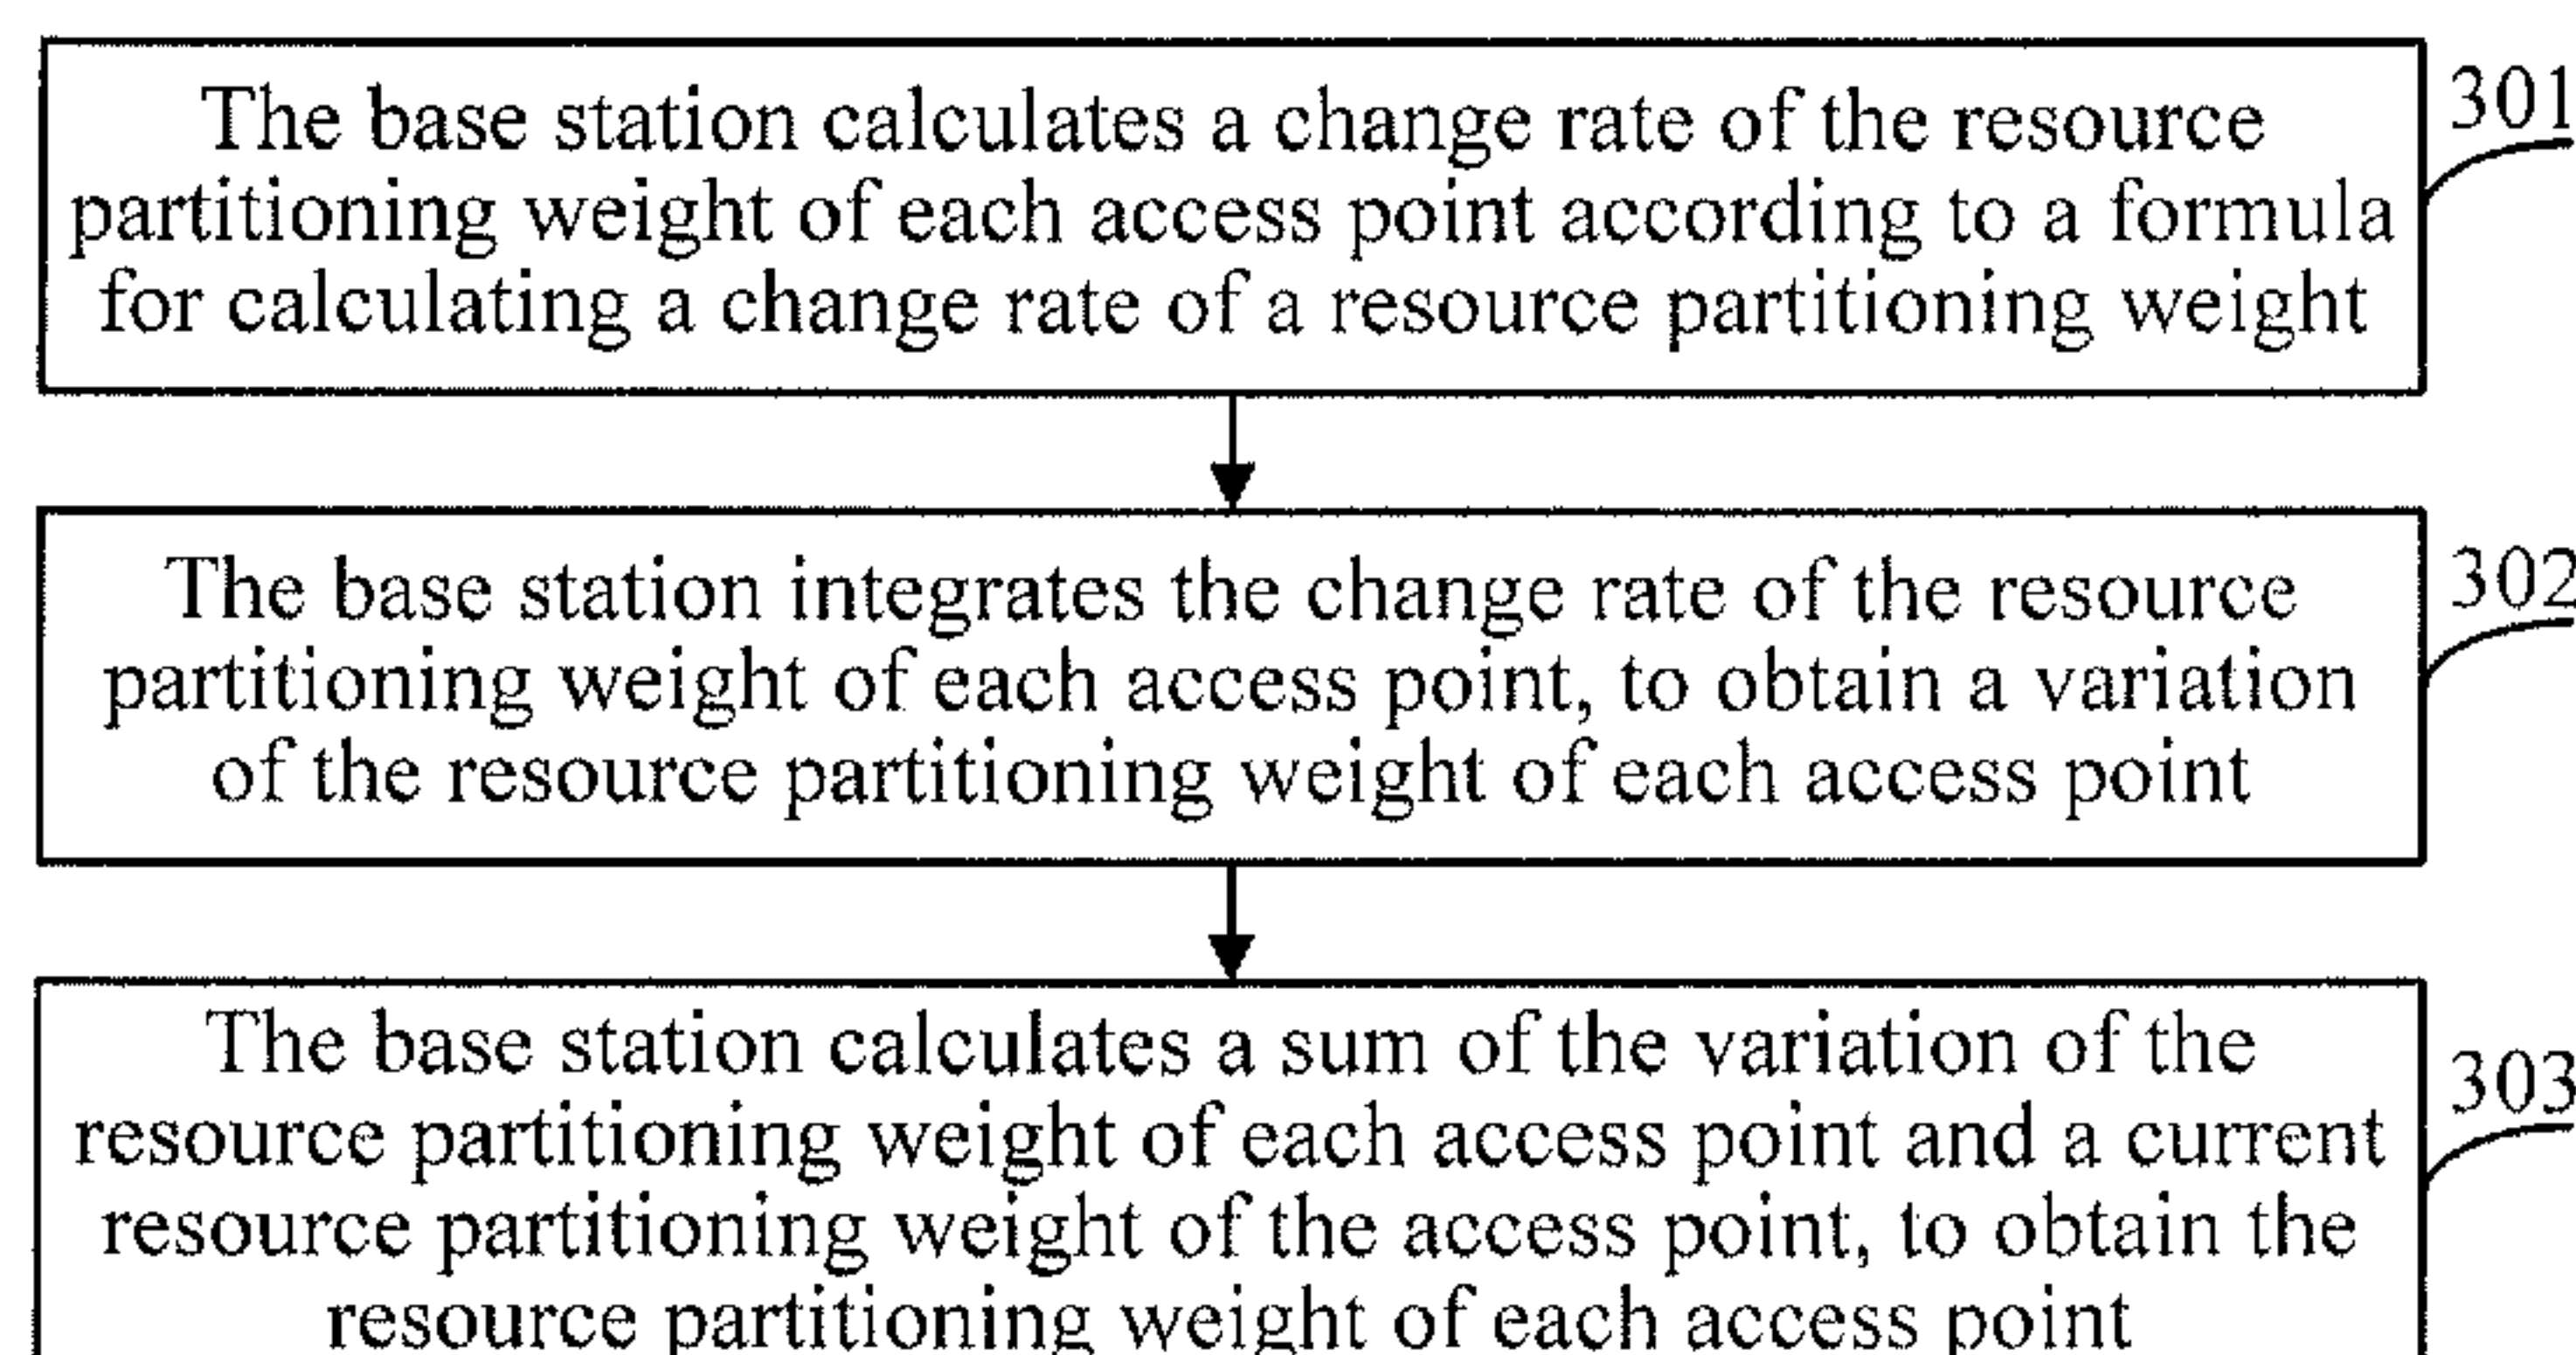 The base station calculates a change rate of the resource
partitioning weight of each access point according to a formula
for calculating a change rate of a resource partitioning weight
301
The base station integrates the change rate of the resource
partitioning weight of each access point, to obtain a variation
of the resource partitioning weight of each access point
302
The base station calculates a sum of the variation of the
resource partitioning weight of each access point and a current
resource partitioning weight of the access point, to obtain the
resource partitioning weight of each access point
303